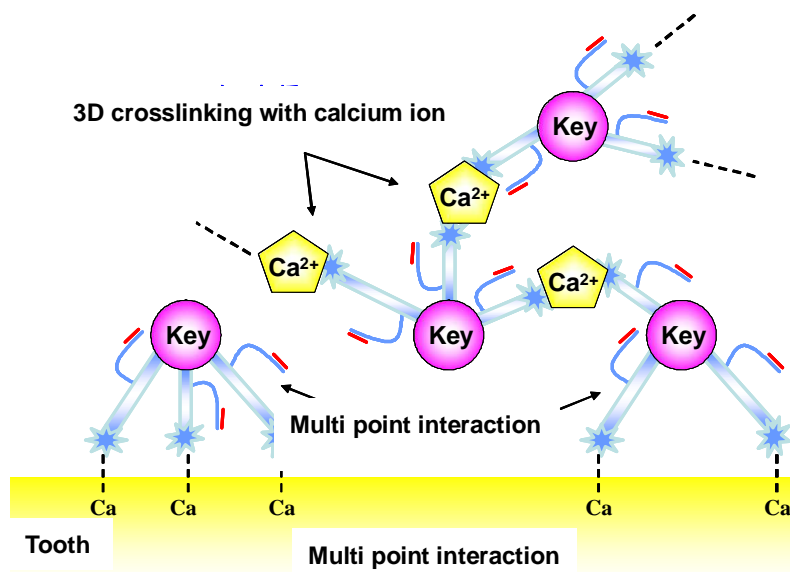 3D crosslinking with calcium ion
Key
Ca²⁺
Ca²⁺
Ca²⁺
Key
Key
Key
Multi point interaction
Ca
Ca
Ca
Ca
Ca
Tooth
Multi point interaction